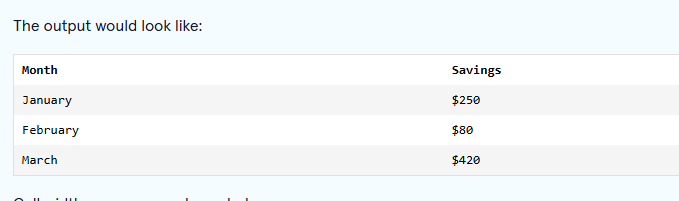 The output would look like:
Month Savings
January $250
February $80
March $420